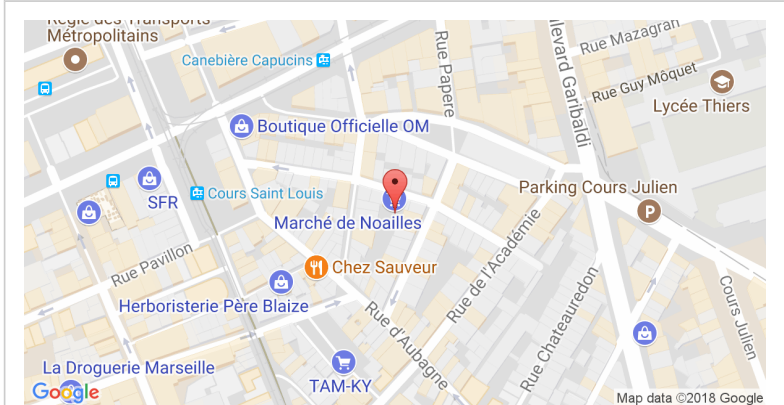 Régie des Transports
Métropolitains
Canebière Capucins
Rue Papere
Boulevard Garibaldi
Rue Mazagran
Rue Guy Môquet
Lycée Thiers
Boutique Officielle OM
SFR
Cours Saint Louis
Marché de Noailles
Parking Cours Julien
P
Rue Pavillon
Chez Sauveur
Rue de l'Académie
Herboristerie Père Blaize
Rue d'Aubagne
Rue Chateauredon
Cours Julien
La Droguerie Marseille
TAM-KY
Google
Map data ©2018 Google